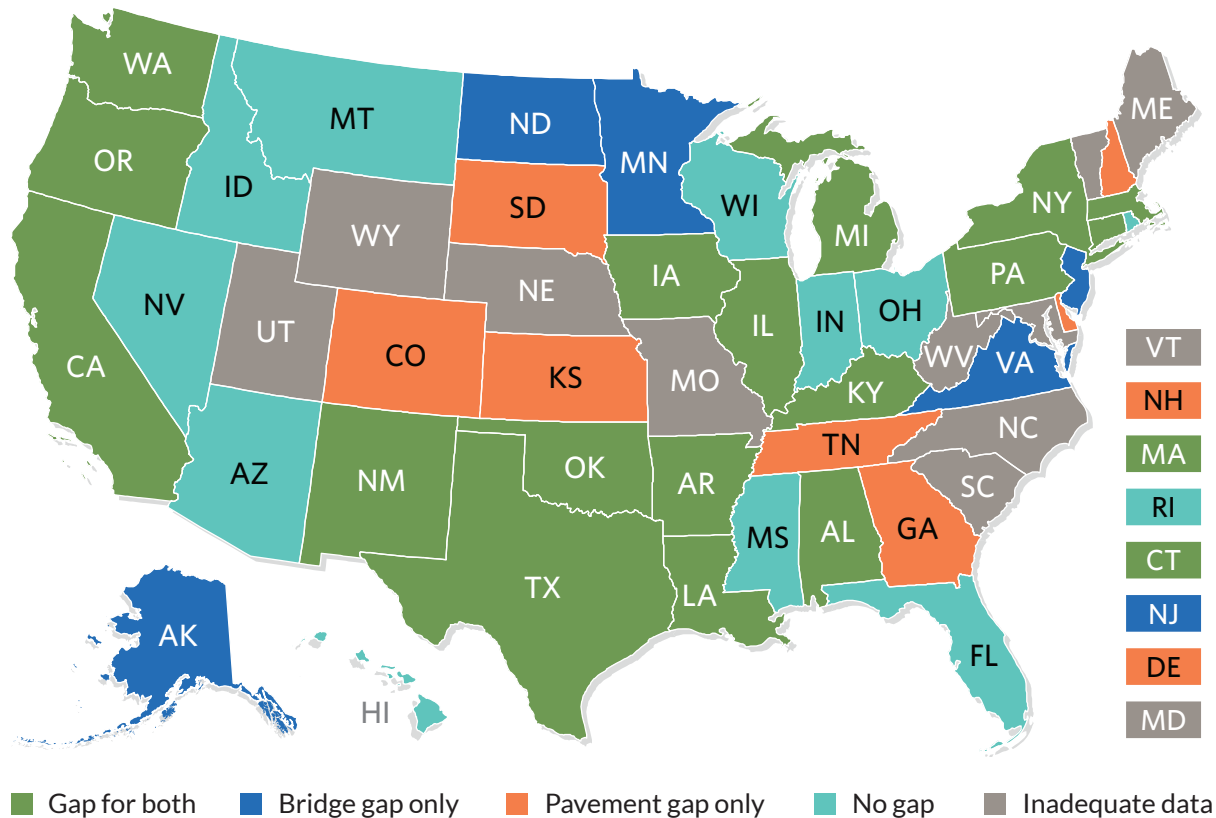 WA
MT
ND
MN
ME
OR
ID
SD
WI
NY
WY
MI
IA
PA
NE
NV
UT
IL
IN
OH
CO
KS
CA
MO
WV
VA
KY
NC
TN
AZ
NM
OK
AR
SC
MS
AL
GA
TX
LA
FL
AK
HI
VT
NH
MA
RI
CT
NJ
DE
MD
Gap for both
Bridge gap only
Pavement gap only
No gap
Inadequate data